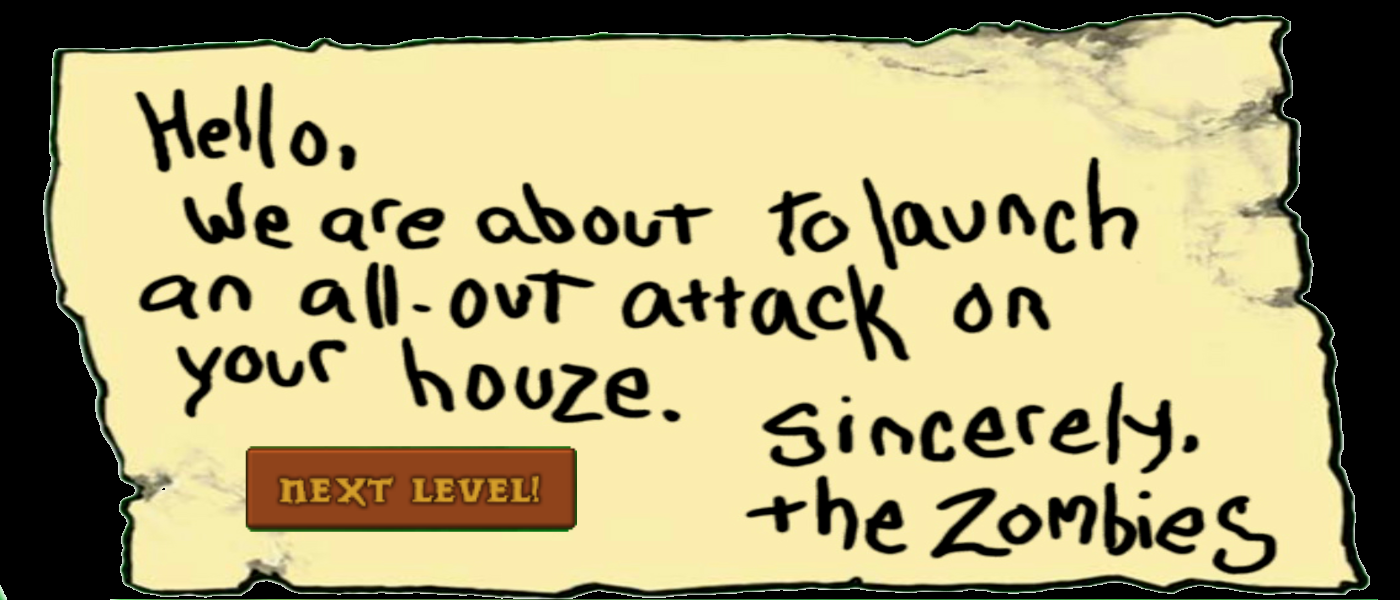 Hello,
We are about to launch
an all-out attack on
your houze.
Sincerely,
the Zombies
NEXT LEVEL!